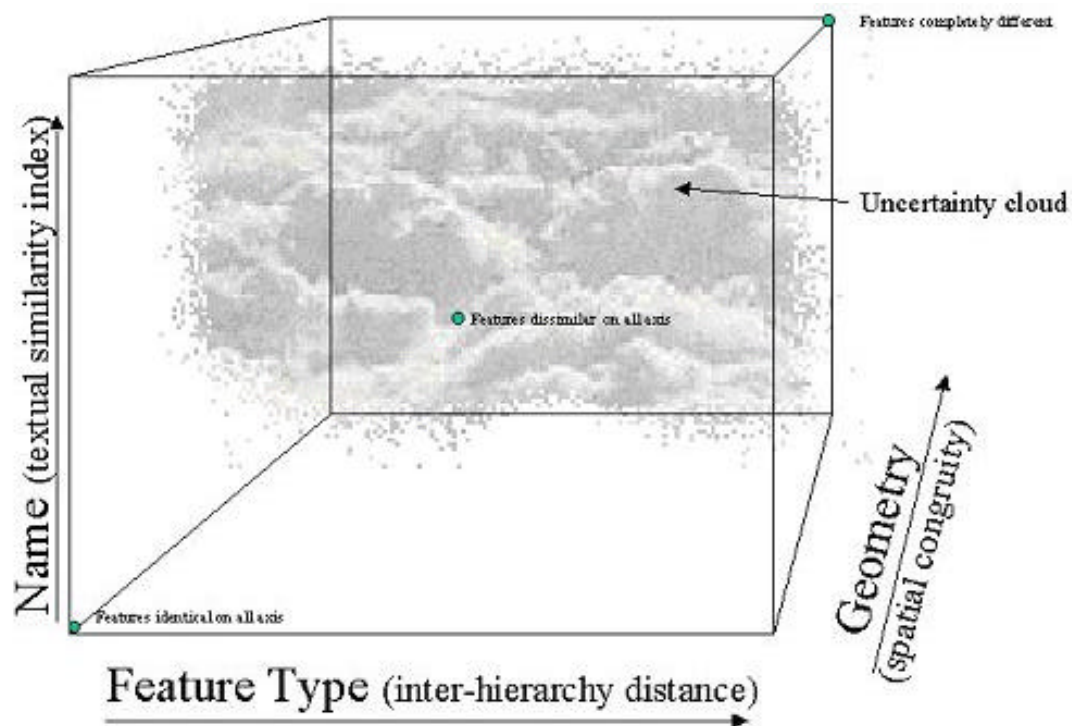 Features completely different
Name (textual similarity index)
Uncertainty cloud
Features dissimilar on all axis
Geometry
(spatial congruity)
Features identical on all axis
Feature Type (inter-hierarchy distance)